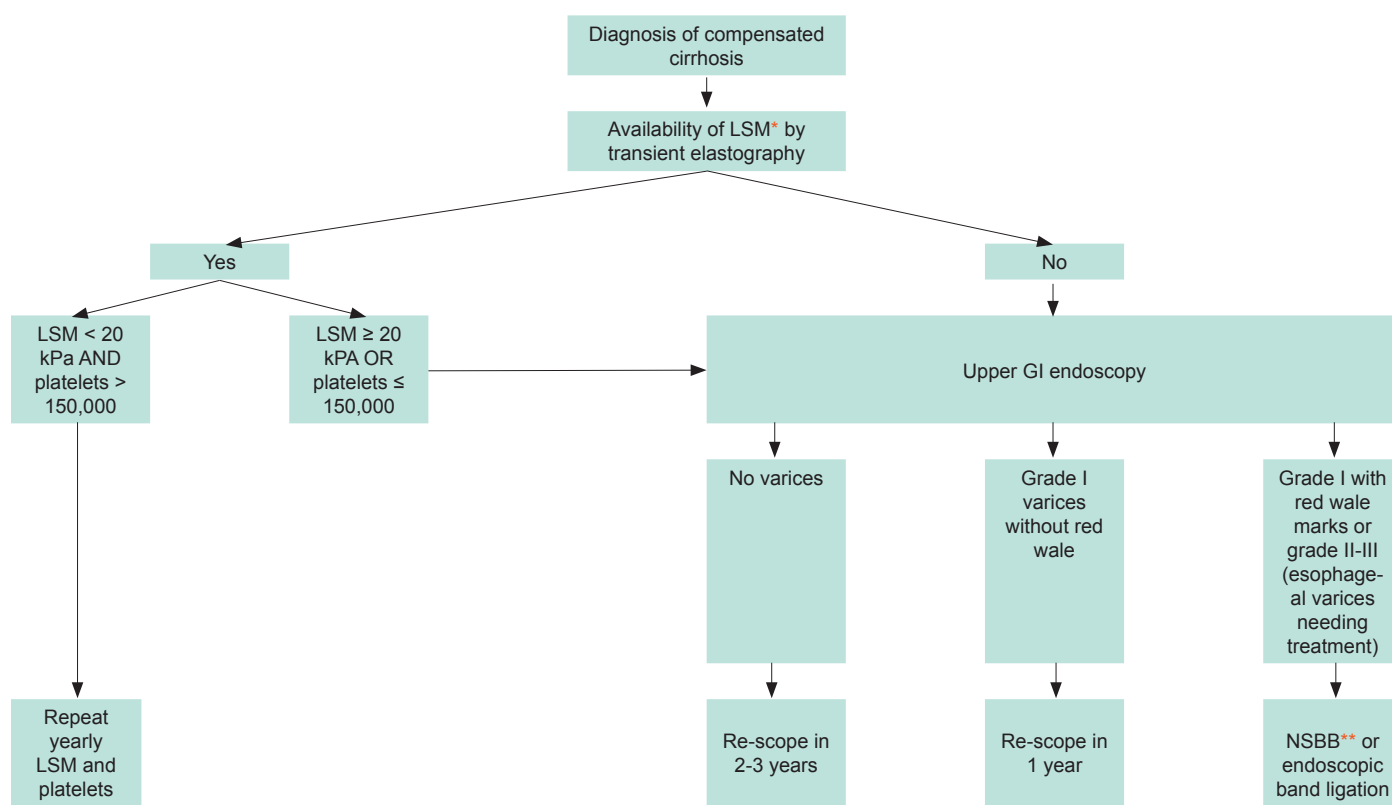 Diagnosis of compensated
cirrhosis
Availability of LSM* by
transient elastography
Yes
No
LSM < 20
kPa AND
platelets >
150,000
LSM ≥ 20
kPA OR
platelets ≤
150,000
Upper GI endoscopy
No varices
Grade I
varices
without red
wale
Grade I with
red wale
marks or
grade II-III
(esophage-
al varices
needing
treatment)
Repeat
yearly
LSM and
platelets
Re-scope in
2-3 years
Re-scope in
1 year
NSBB** or
endoscopic
band ligation